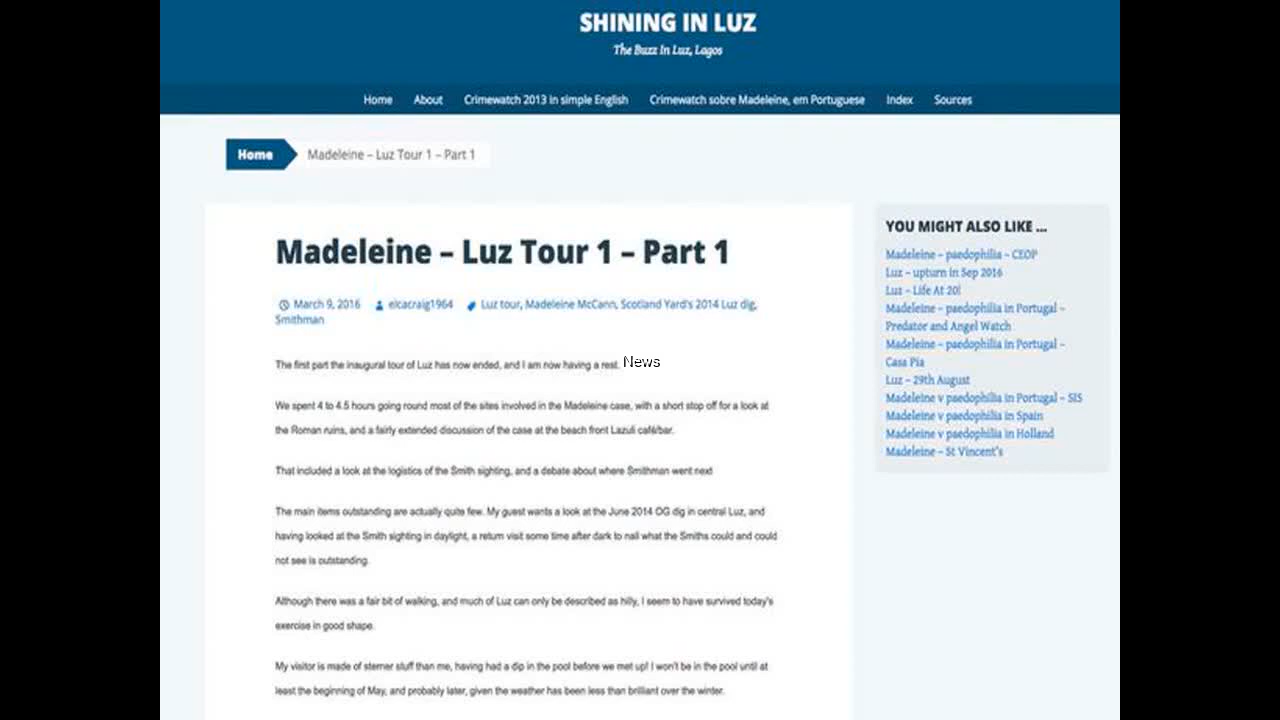 SHINING IN LUZ
The Buzz In Luz, Lagos
Home About Crimewatch 2013 in simple English Crimewatch sobre Madeleine, em Portuguese Index Sources
Home Madeleine – Luz Tour 1 – Part 1
Madeleine – Luz Tour 1 – Part 1
March 9, 2016 elcacraig1964 Luz tour, Madeleine McCann, Scotland Yard's 2014 Luz dig,
Smithman
The first part the inaugural tour of Luz has now ended, and I am now having a rest. News
We spent 4 to 4.5 hours going round most of the sites involved in the Madeleine case, with a short stop off for a look at
the Roman ruins, and a fairly extended discussion of the case at the beach front Lazuli café/bar.
That included a look at the logistics of the Smith sighting, and a debate about where Smithman went next
The main items outstanding are actually quite few. My guest wants a look at the June 2014 OG dig in central Luz, and
having looked at the Smith sighting in daylight, a return visit some time after dark to nail what the Smiths could and could
not see is outstanding.
Although there was a fair bit of walking, and much of Luz can only be described as hilly, I seem to have survived today's
exercise in good shape.
My visitor is made of sterner stuff than me, having had a dip in the pool before we met up! I won't be in the pool until at
least the beginning of May, and probably later, given the weather has been less than brilliant over the winter.
YOU MIGHT ALSO LIKE ...
Madeleine – paedophilia – CEOP
Luz – upturn in Sep 2016
Luz – Life At 20!
Madeleine – paedophilia in Portugal –
Predator and Angel Watch
Madeleine – paedophilia in Portugal –
Casa Pia
Luz – 29th August
Madeleine v paedophilia in Portugal – SIS
Madeleine v paedophilia in Spain
Madeleine v paedophilia in Holland
Madeleine – St Vincent's